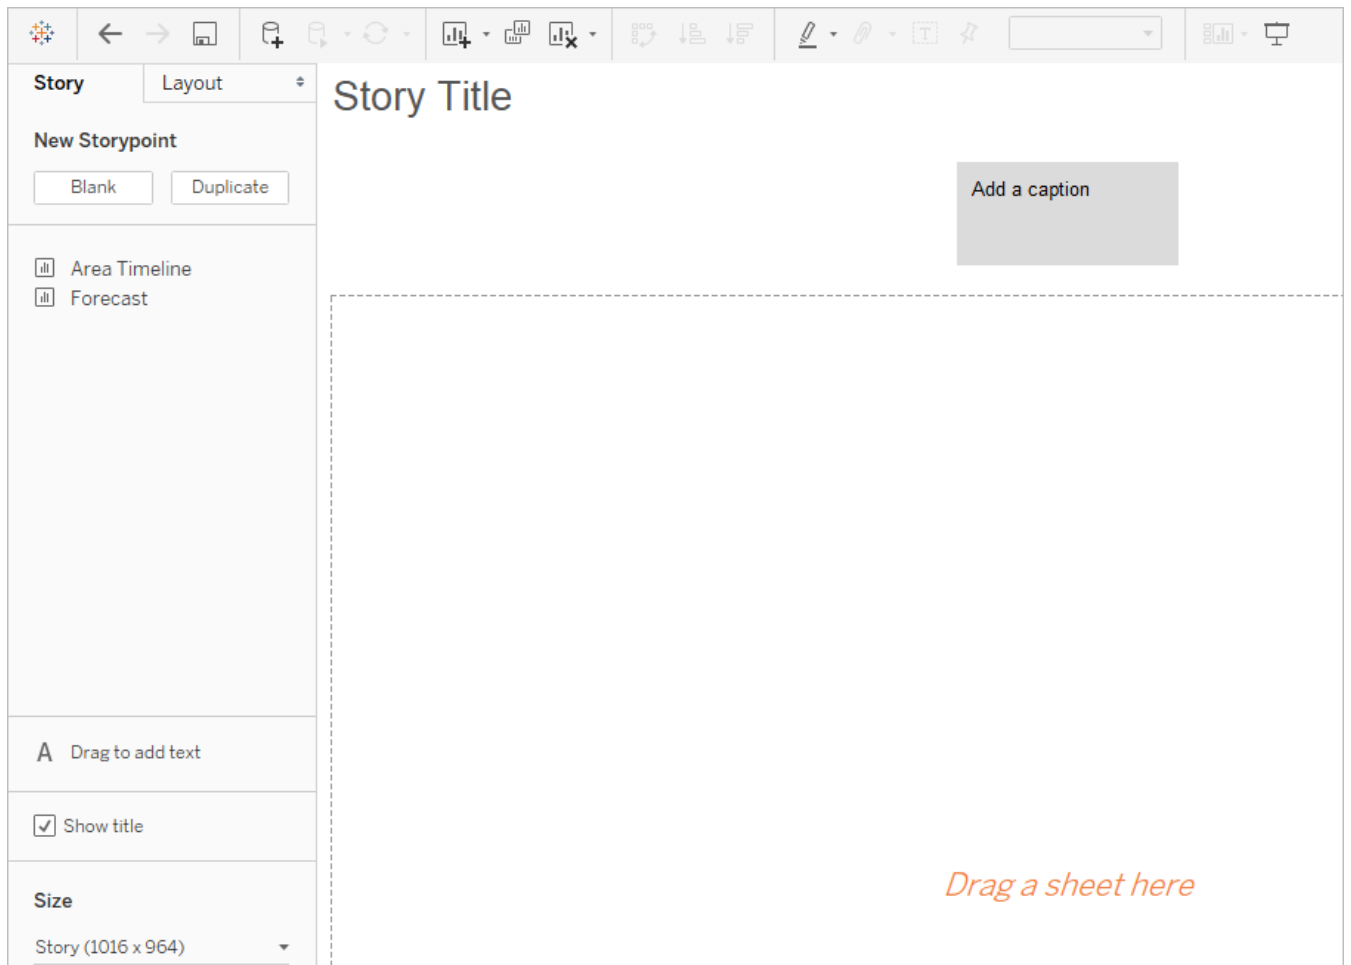 Story
Layout
Story Title
New Storypoint
Blank
Duplicate
Add a caption
Area Timeline
Forecast
A Drag to add text
Show title
Drag a sheet here
Size
Story (1016 x 964)